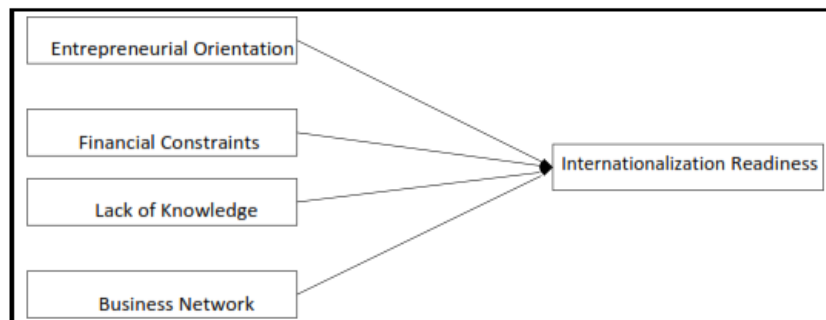 Entrepreneurial Orientation
Financial Constraints
Lack of Knowledge
Business Network
Internationalization Readiness